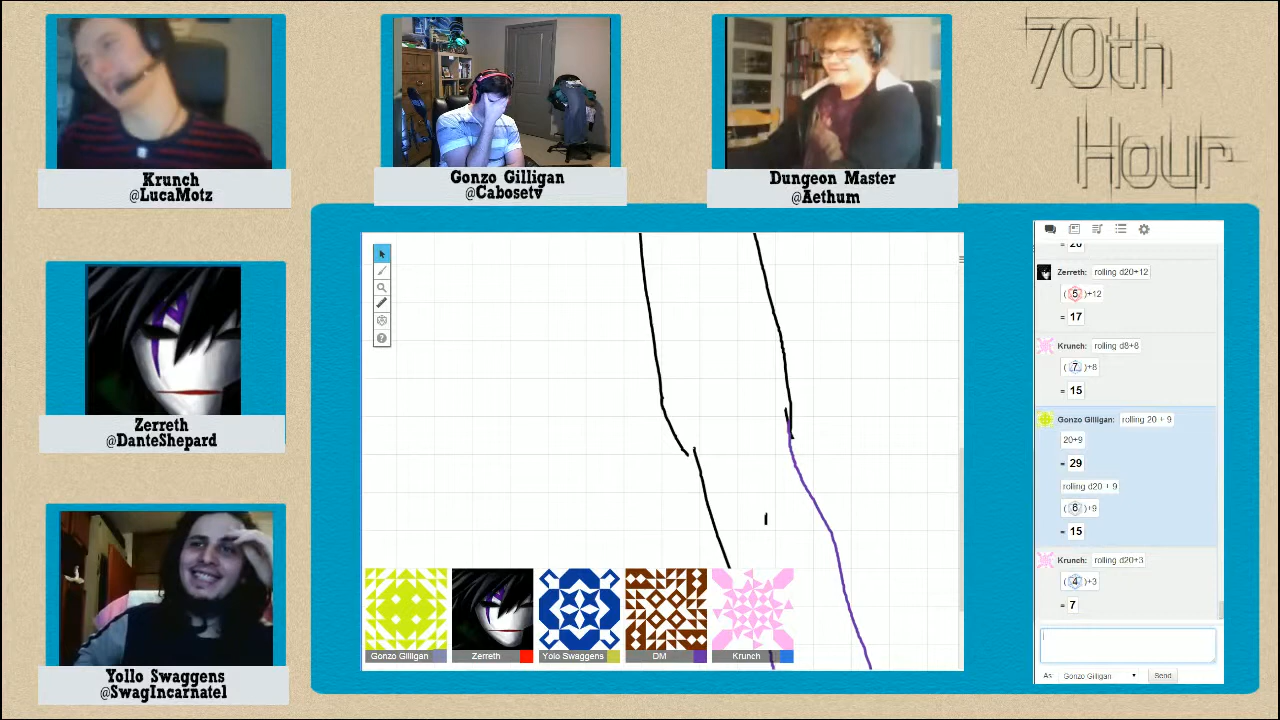 70th
Hour
Krunch
@LucaMotz
Gonzo Gilligan
@Cabosetv
Dungeon Master
@Aethum
Zerreth
@DanteShepard
Yollo Swaggens
@SwagIncarnatel
Gonzo Gilligan
Zerreth
Yolo Swaggens
DM
Krunch
Zerreth: rolling d20+12
(5)+12
= 17
Krunch: rolling d8+8
(7)+8
= 15
Gonzo Gilligan: rolling 20 + 9
20+9
= 29
rolling d20 + 9
(6)+9
= 15
Krunch: rolling d20+3
(4)+3
= 7
As: Gonzo Gilligan Send